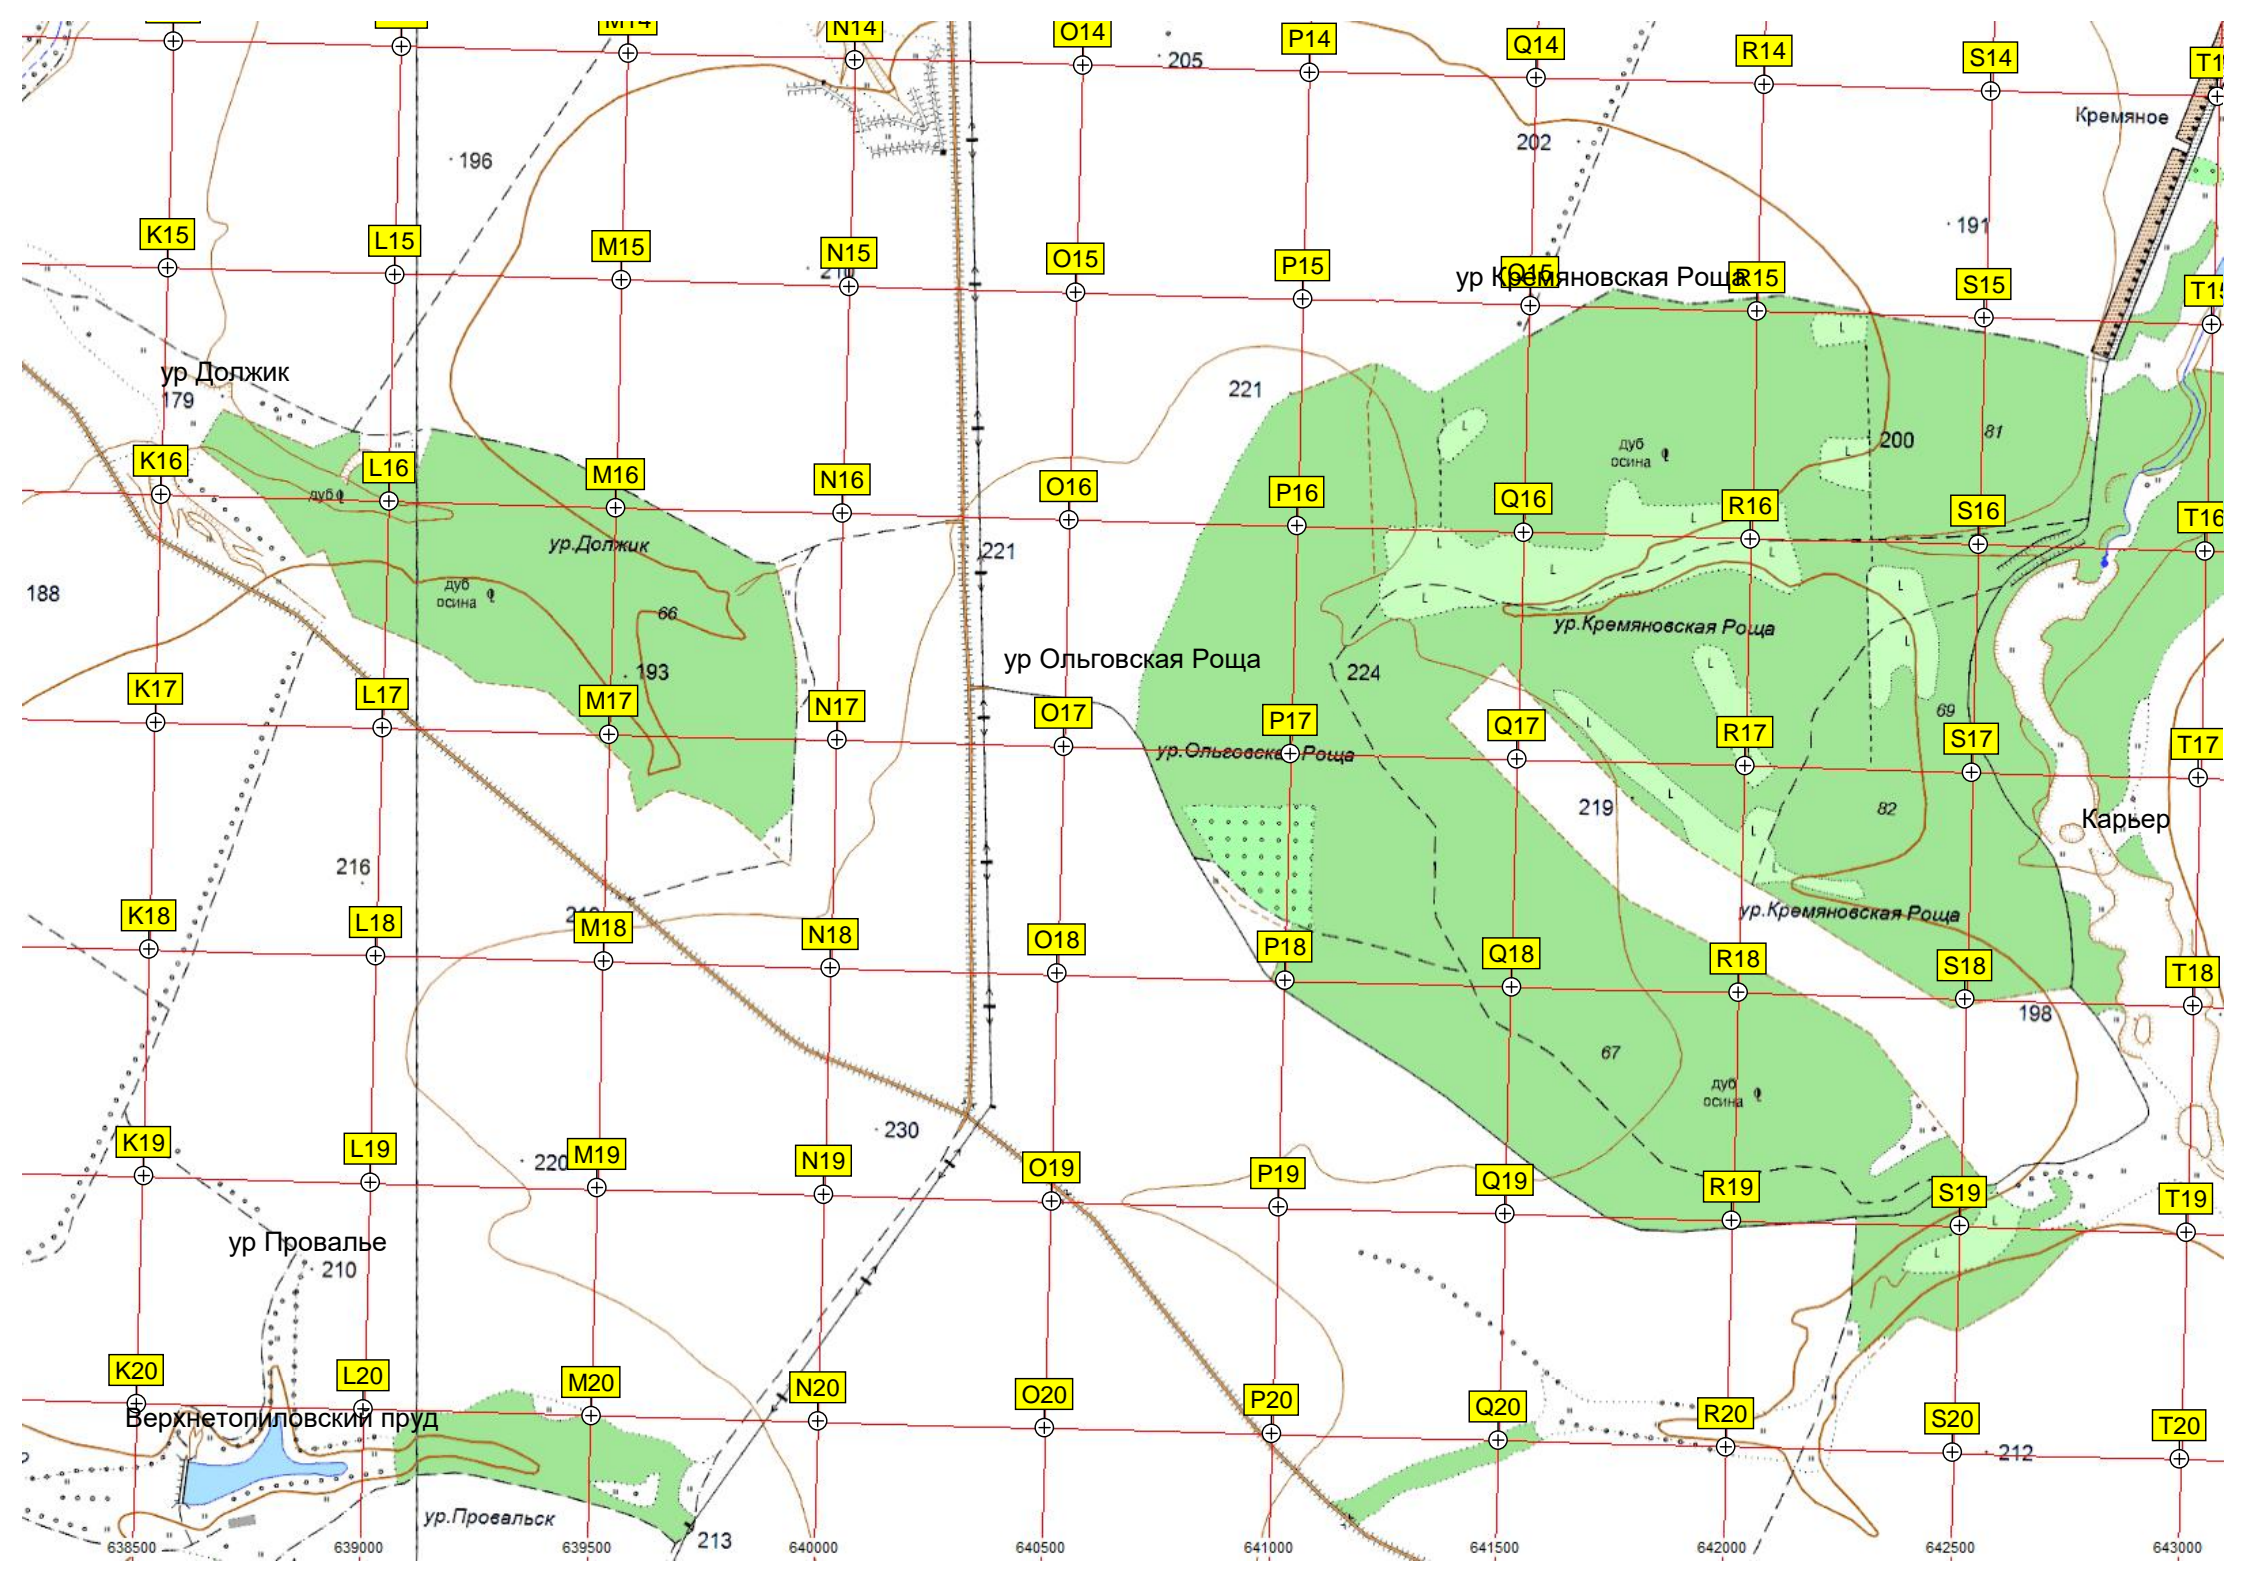 M14
N14
O14
P14
Q14
R14
S14
205
202
Кремяное
196
191
K15
L15
M15
N15
O15
P15
Q15
R15
S15
ур Кремяновская Роща
ур Должик
179
221
200
81
дуб
осина
K16
L16
M16
N16
O16
P16
Q16
R16
S16
T16
дуб
ур.Должик
221
188
дуб
осина
66
ур.Кремяновская Роща
193
ур Ольговская Роща
224
69
K17
L17
M17
N17
O17
P17
Q17
R17
S17
T17
ур.Ольговская Роща
219
82
Карьер
216
K18
L18
M18
N18
O18
P18
Q18
R18
S18
T18
ур.Кремяновская Роща
198
67
дуб
осина
230
220
K19
L19
M19
N19
O19
P19
Q19
R19
S19
T19
ур Провалье
210
K20
L20
M20
N20
O20
P20
Q20
R20
S20
T20
Верхнетопиловский пруд
212
ур.Провальск
213
638500 639000 639500 640000 640500 641000 641500 642000 642500 643000